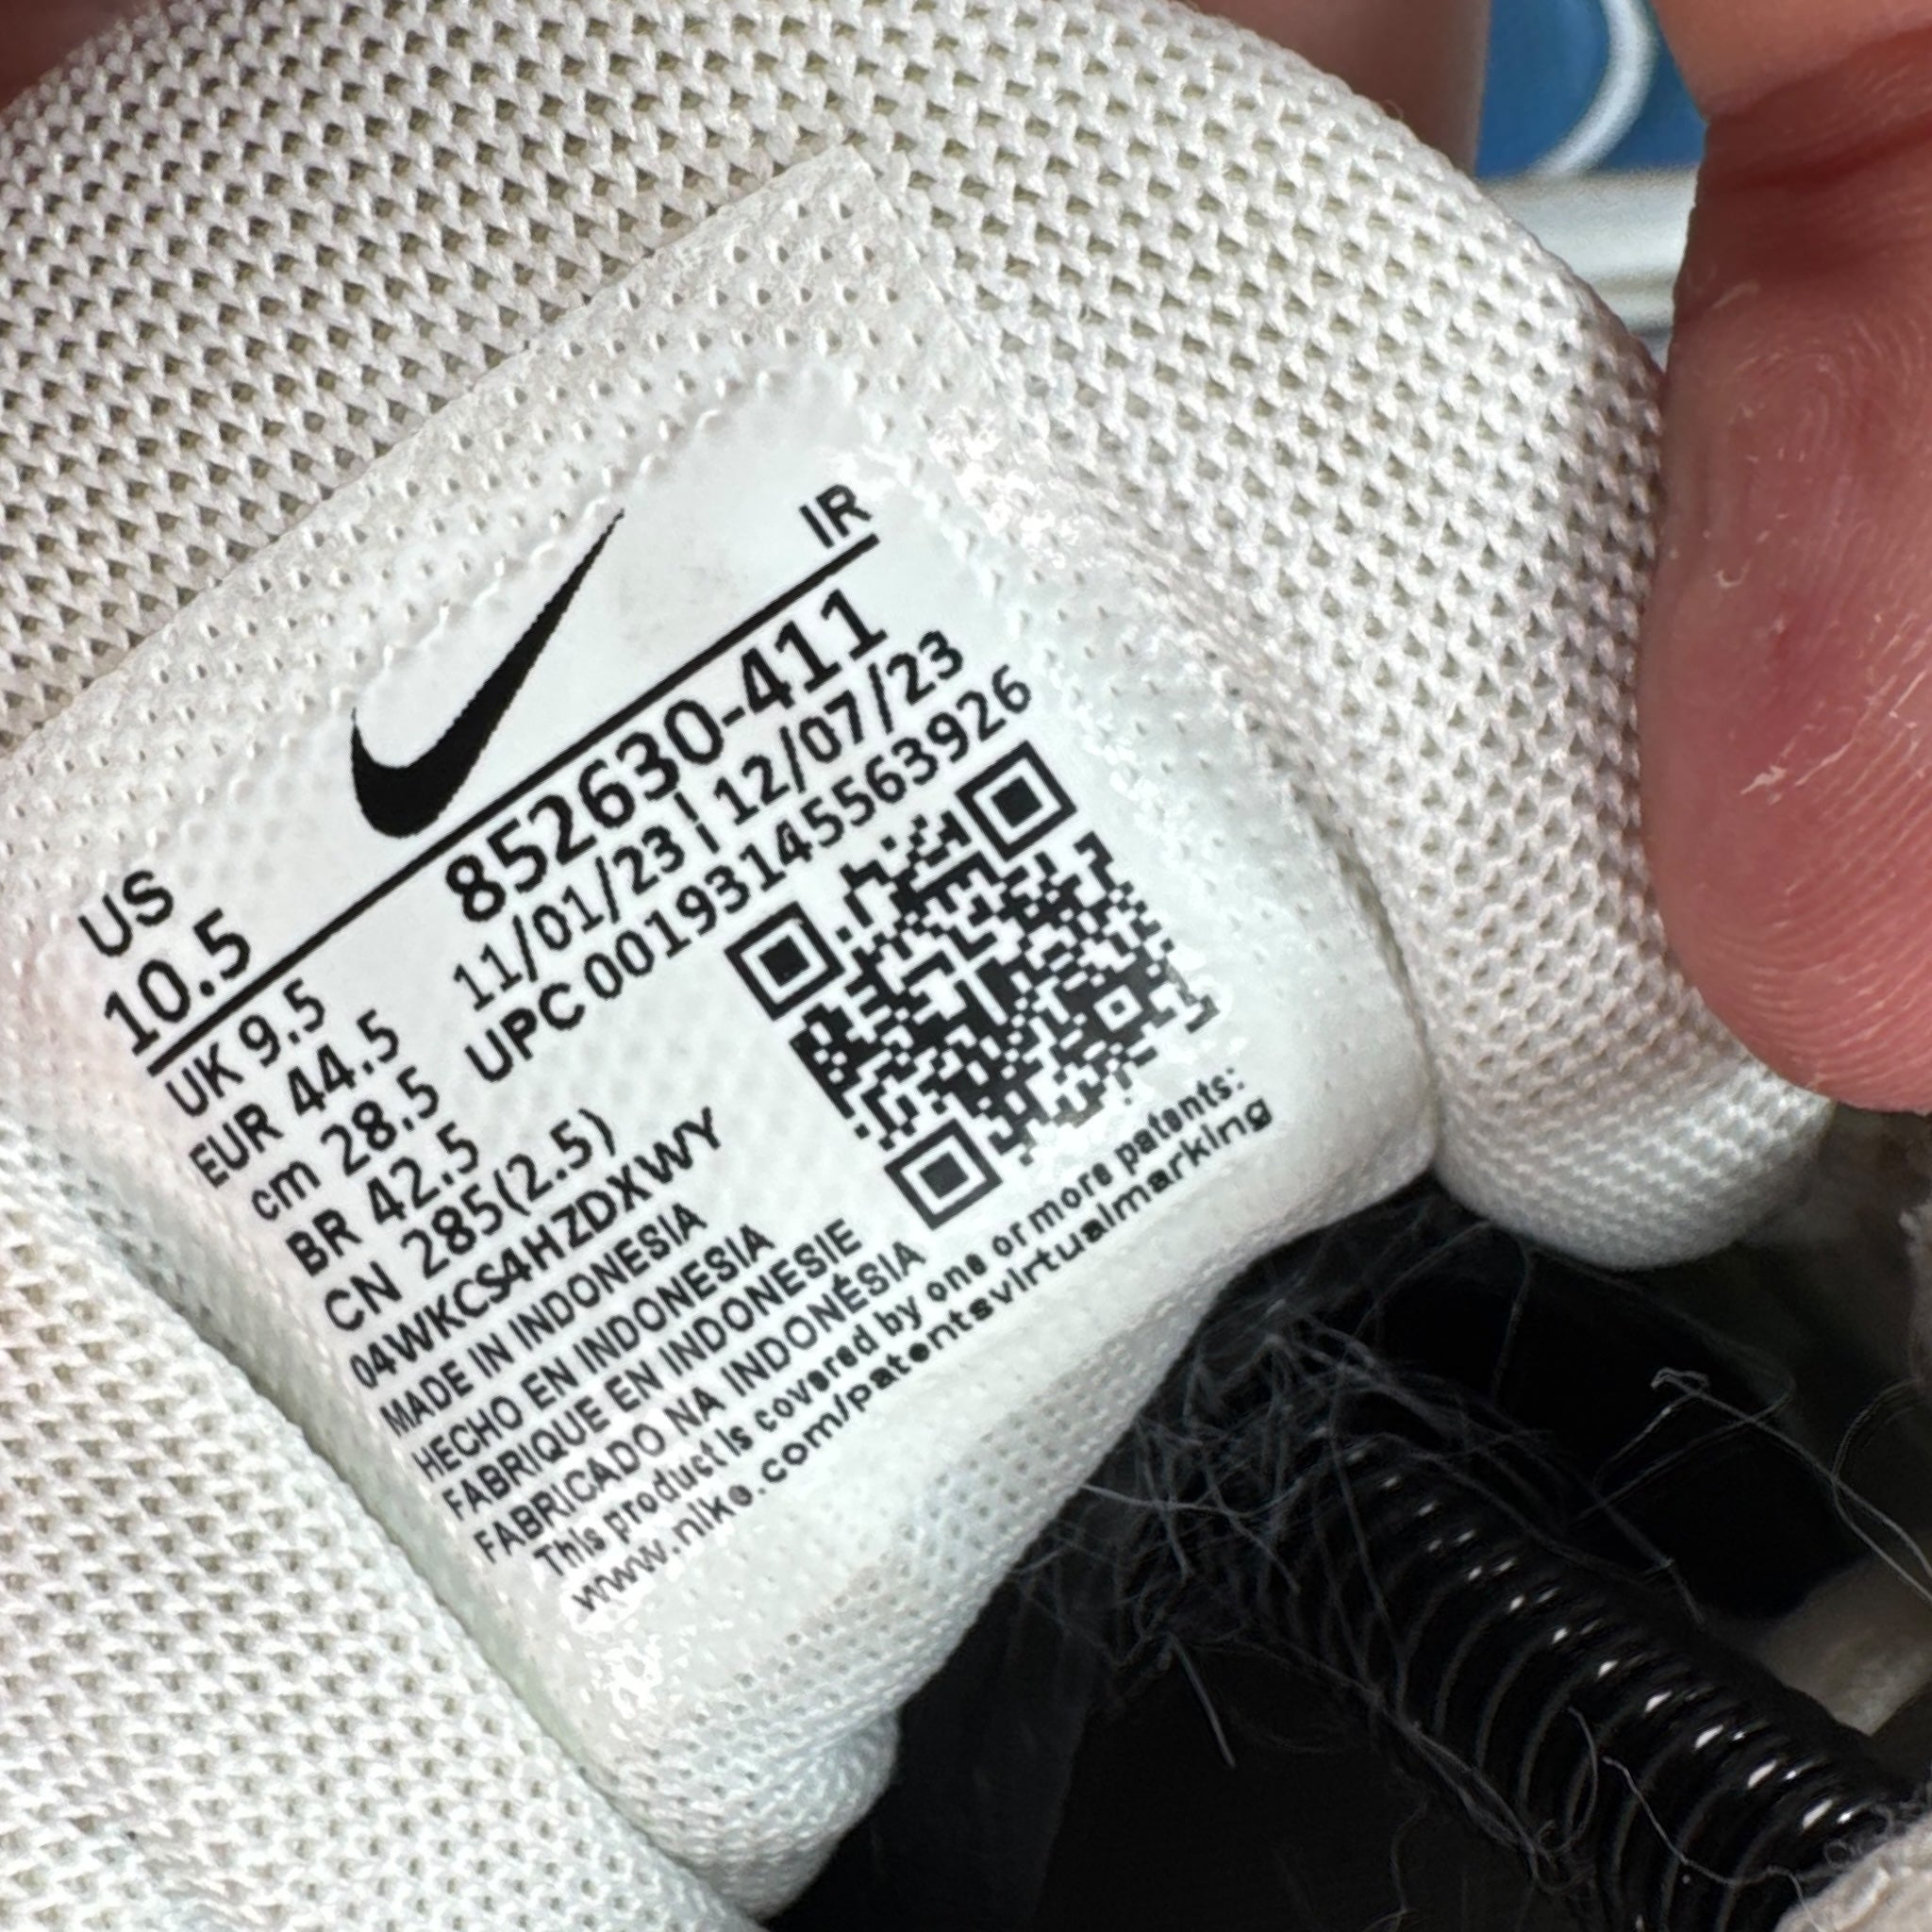 IR
US
10.5
852630-411
11/01/23 | 12/07/23
UPC 00193145563926
UK 9.5
EUR 44.5
cm 28.5
BR 42.5
CN 285(2.5)
04WKCS4HZDXWY
MADE IN INDONESIA
HECHO EN INDONESIA
FABRIQUE EN INDONESIE
FABRICADO NA INDONÉSIA
This product is covered by one or more patents:
www.nike.com/patentsvirtualmarking